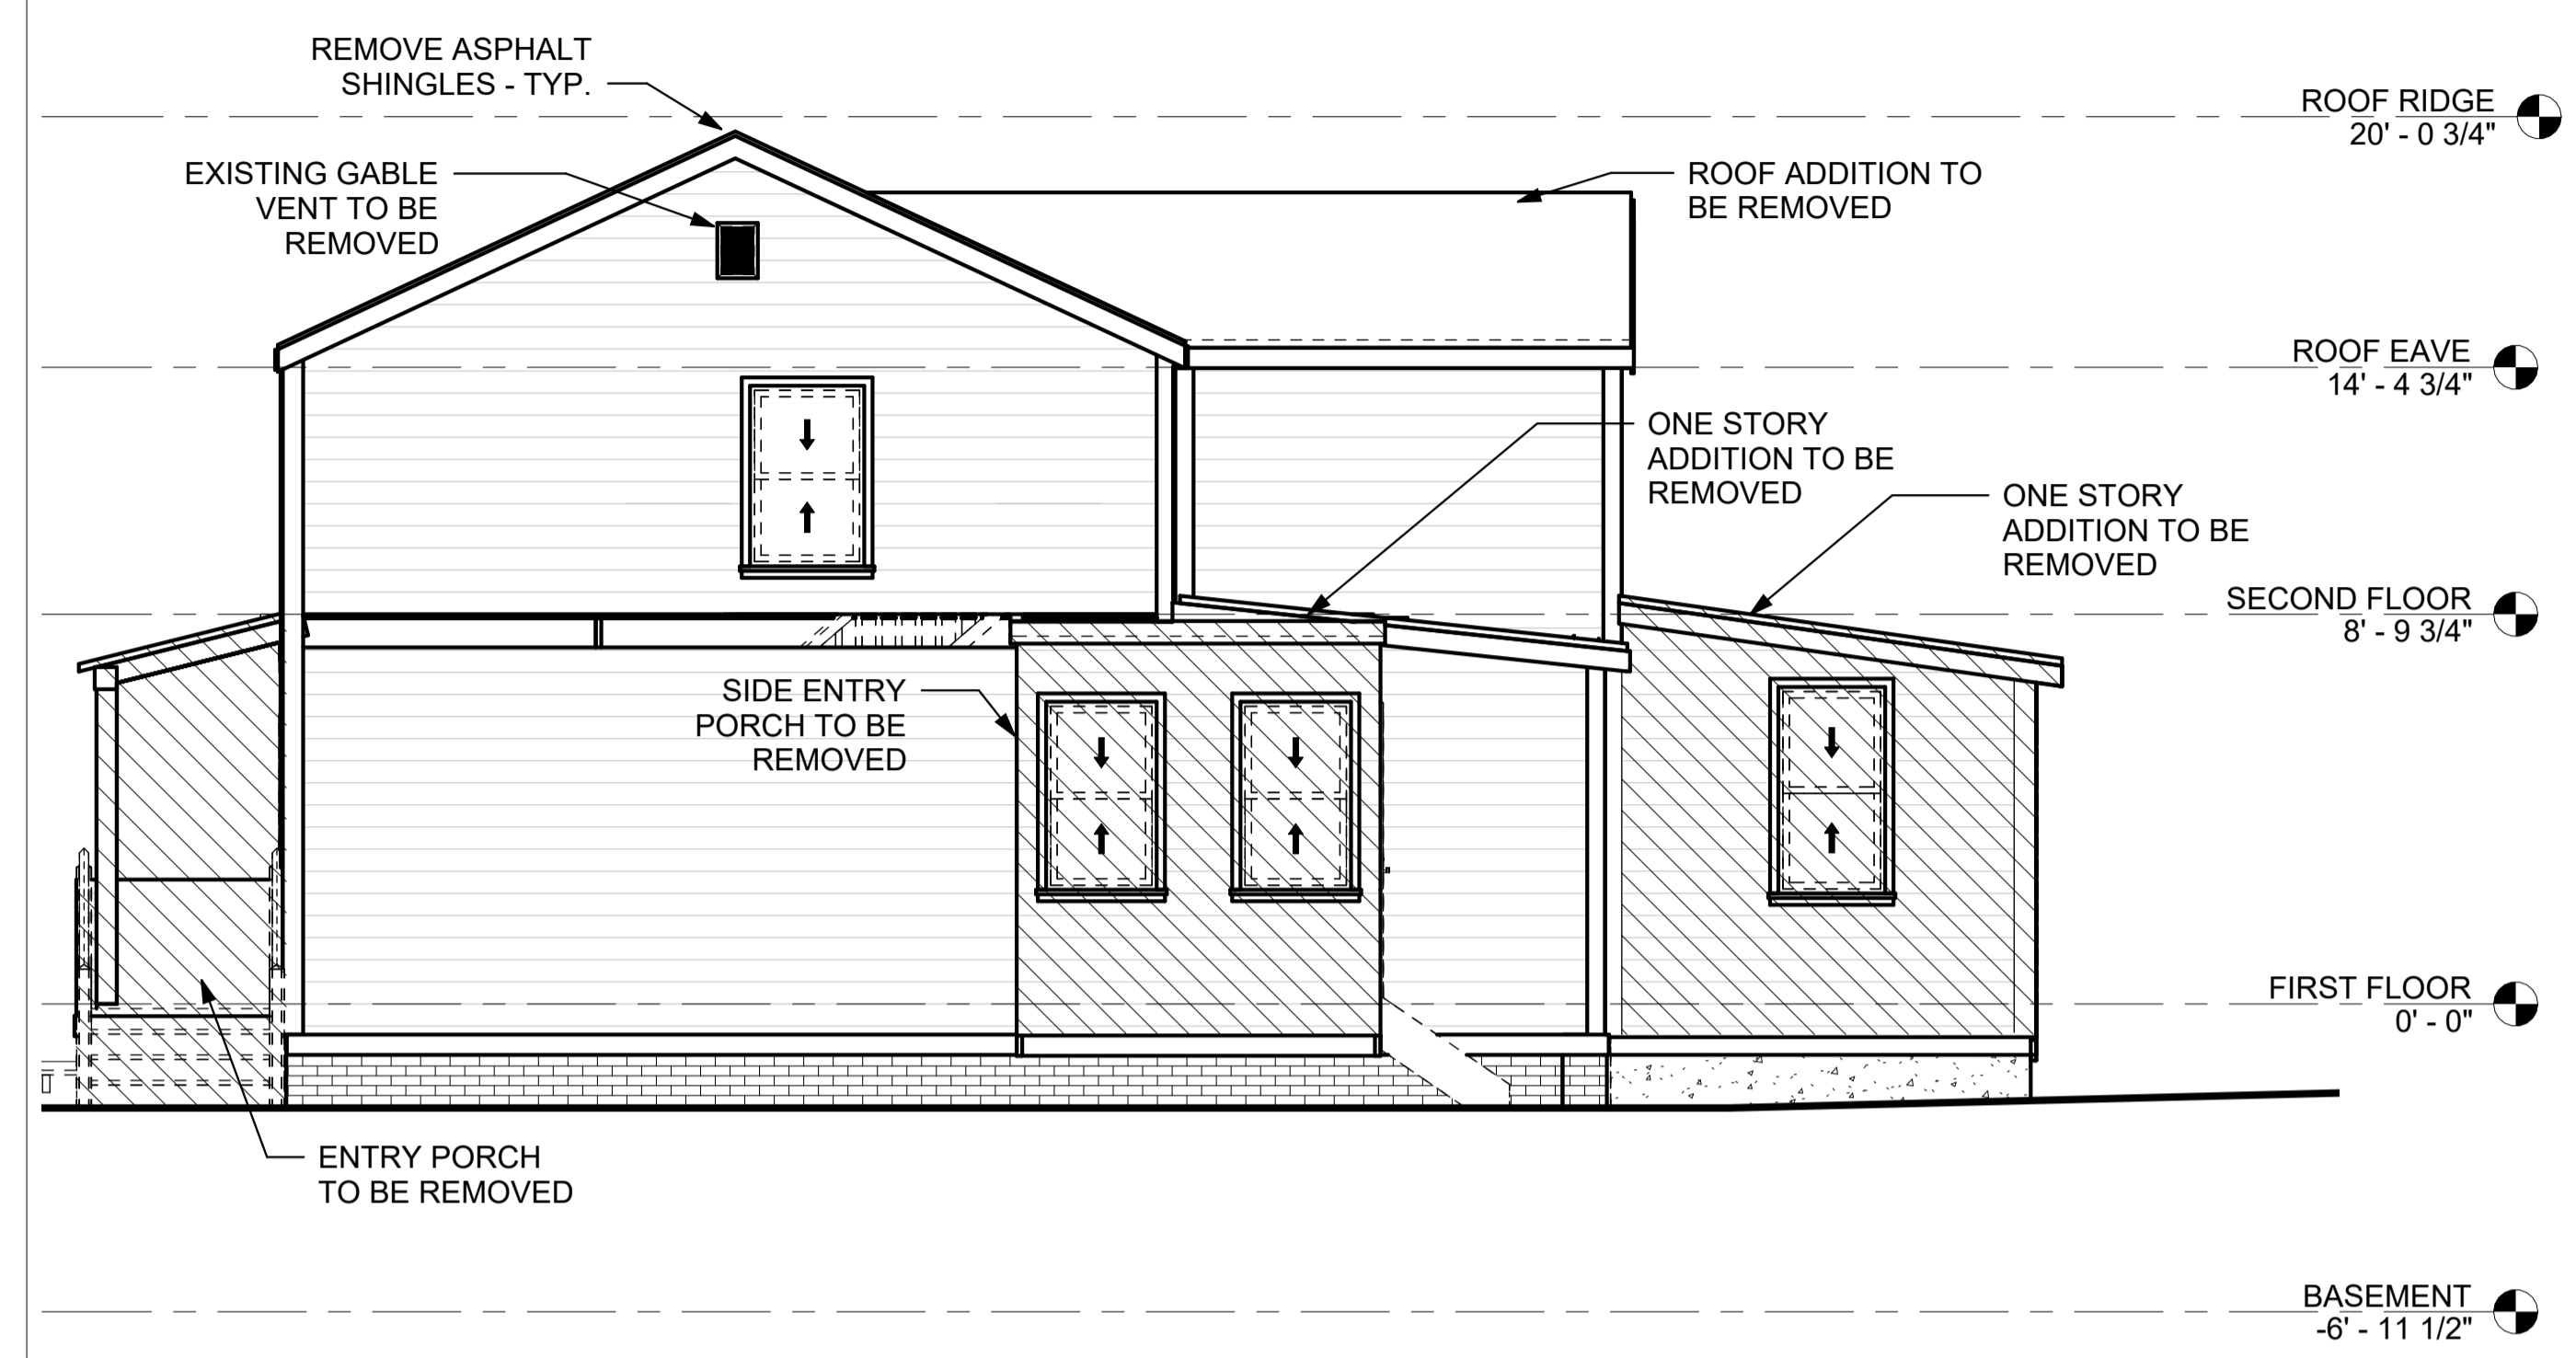 REMOVE ASPHALT
SHINGLES - TYP.
ROOF RIDGE
20' - 0 3/4"
EXISTING GABLE
VENT TO BE
REMOVED
ROOF ADDITION TO
BE REMOVED
ROOF EAVE
14' - 4 3/4"
ONE STORY
ADDITION TO BE
REMOVED
ONE STORY
ADDITION TO BE
REMOVED
SECOND FLOOR
8' - 9 3/4"
SIDE ENTRY
PORCH TO BE
REMOVED
FIRST FLOOR
0' - 0"
ENTRY PORCH
TO BE REMOVED
BASEMENT
-6' - 11 1/2"